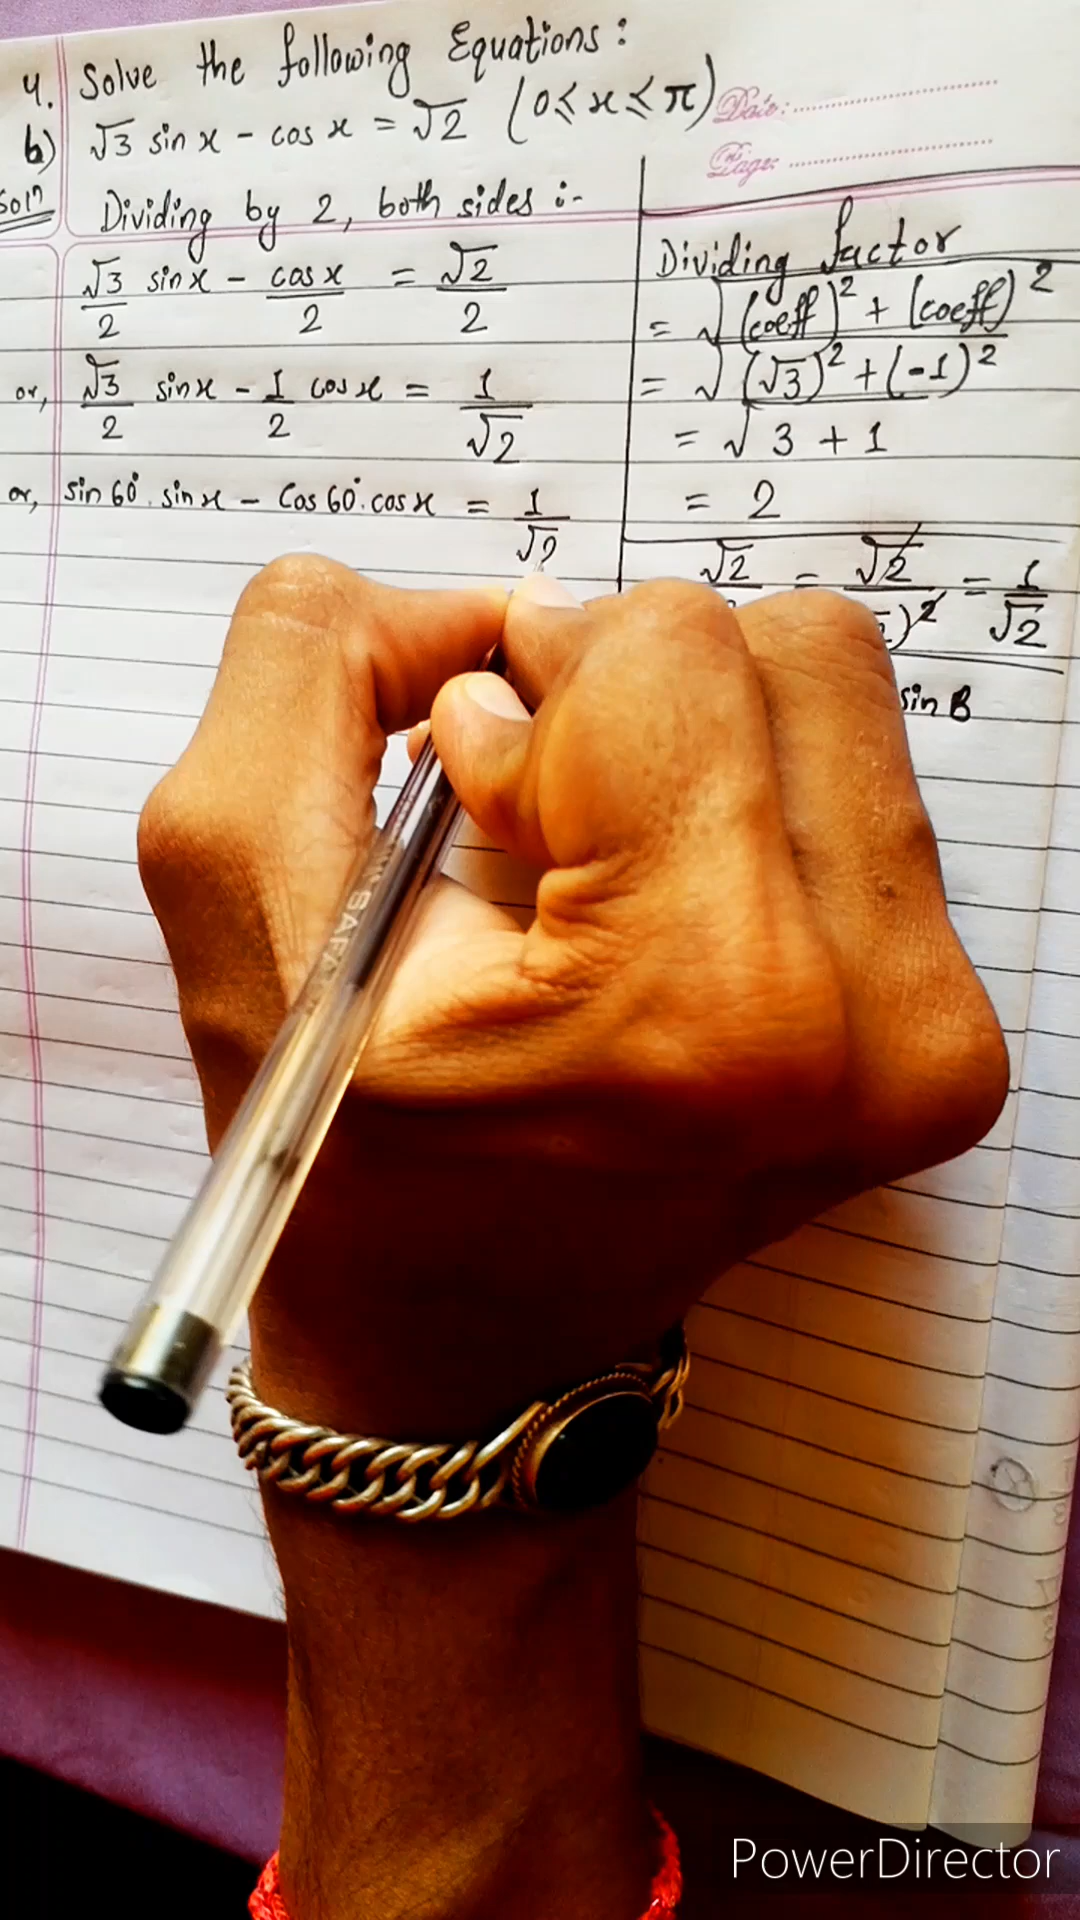 4. Solve the following Equations:
b) √3 sin x - cos x = √2 (0≤x≤π)
Date:
Page:
Soln Dividing by 2, both sides :-
√3/2 sin x - cos x/2 = √2/2
or, √3/2 sin x - 1/2 cos x = 1/√2
or, sin 60°. sin x - Cos 60°. cos x = 1/√2
Dividing factor
= √(coeff)² + (coeff)²
= √(√3)² + (-1)²
= √3 + 1
= 2
√2 = √2/ )² = 1/√2
sin B
SAFA
PowerDirector